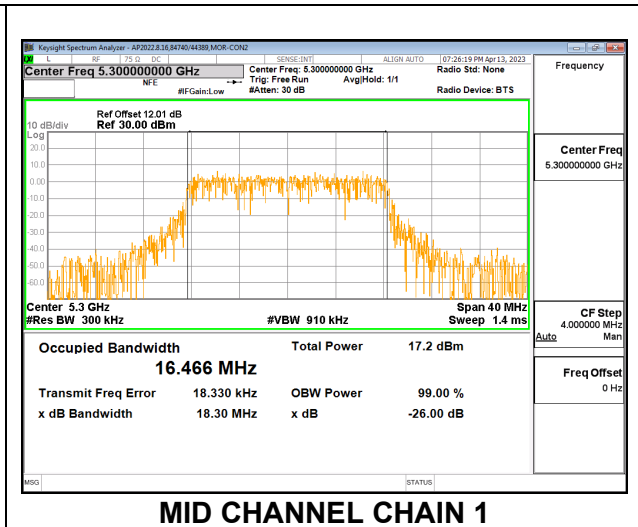 Keysight Spectrum Analyzer - AP2022.8.16,84740/44389,MOR-CON2
L RF 75 Ω DC SENSE:INT ALIGN AUTO 07:26:19 PM Apr 13, 2023
Center Freq 5.300000000 GHz Center Freq: 5.300000000 GHz Radio Std: None Frequency
NFE Trig: Free Run Avg|Hold: 1/1
#IFGain:Low #Atten: 30 dB Radio Device: BTS
Ref Offset 12.01 dB
10 dB/div Ref 30.00 dBm
Log
20.0
10.0
0.00
-10.0
-20.0
-30.0
-40.0
-50.0
-60.0
Center Freq
5.300000000 GHz
Center 5.3 GHz Span 40 MHz
#Res BW 300 kHz #VBW 910 kHz Sweep 1.4 ms
CF Step
4.000000 MHz
Auto Man
Occupied Bandwidth Total Power 17.2 dBm
16.466 MHz
Freq Offset
0 Hz
Transmit Freq Error 18.330 kHz OBW Power 99.00 %
x dB Bandwidth 18.30 MHz x dB -26.00 dB
MSG STATUS
MID CHANNEL CHAIN 1